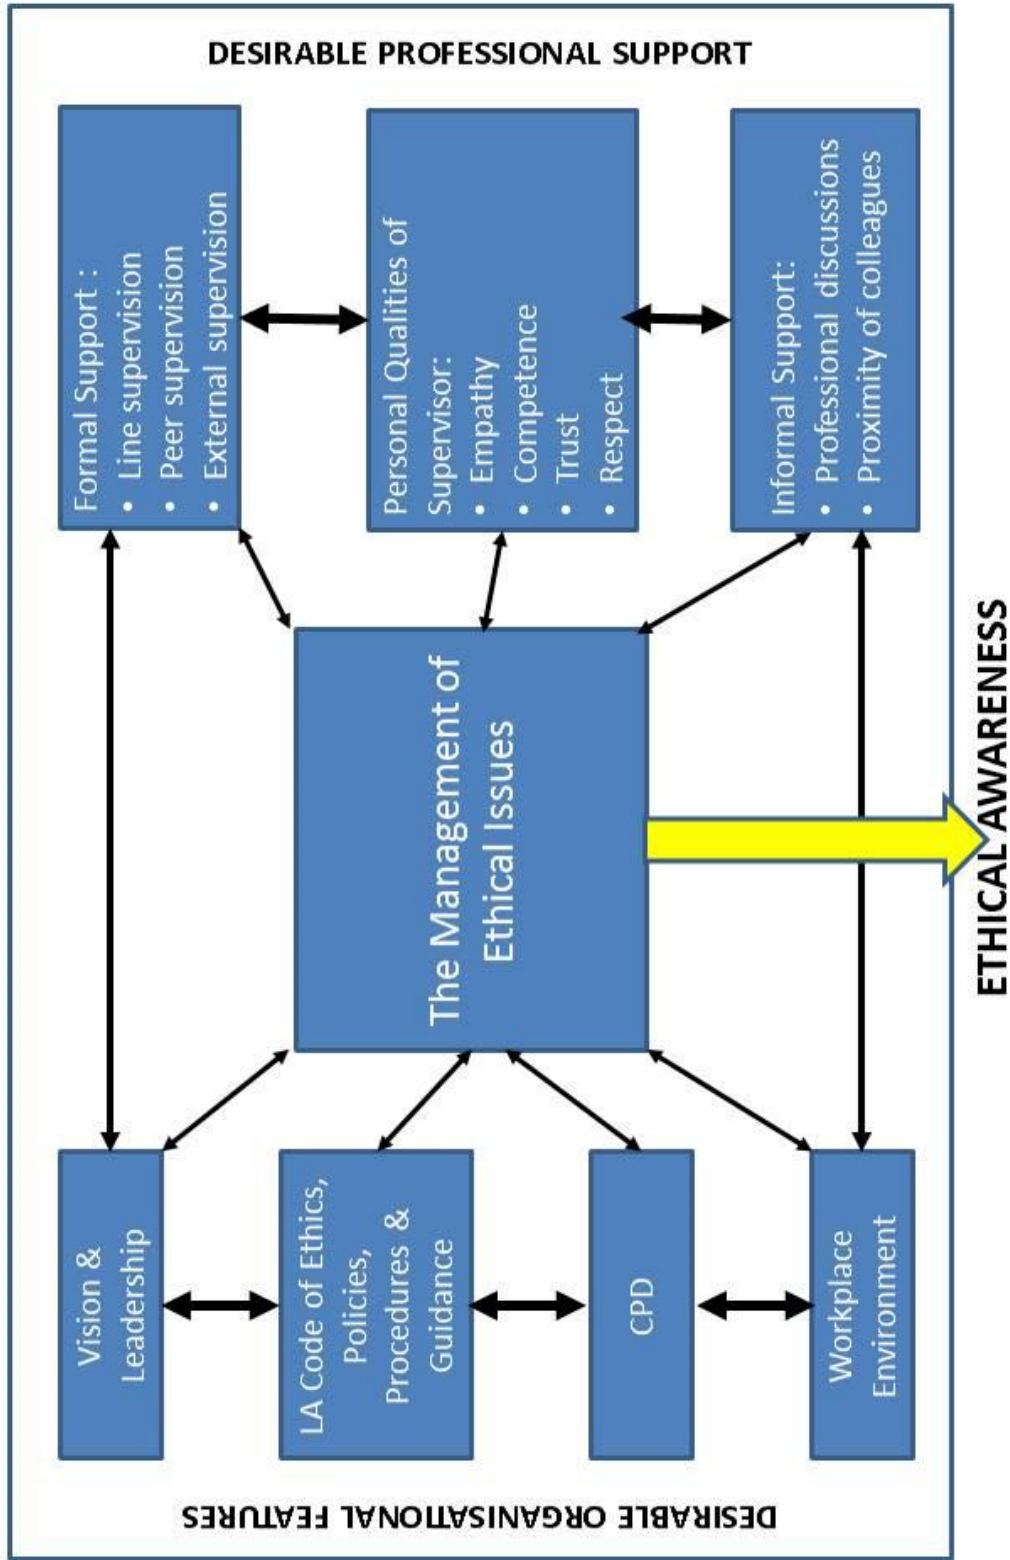 DESIRABLE ORGANISATIONAL FEATURES
Vision &
Leadership
LA Code of Ethics,
Policies,
Procedures &
Guidance
CPD
Workplace
Environment
The Management of
Ethical Issues
DESIRABLE PROFESSIONAL SUPPORT
Formal Support :
• Line supervision
• Peer supervision
• External supervision
Personal Qualities of
Supervisor:
• Empathy
• Competence
• Trust
• Respect
Informal Support:
• Professional discussions
• Proximity of colleagues
ETHICAL AWARENESS